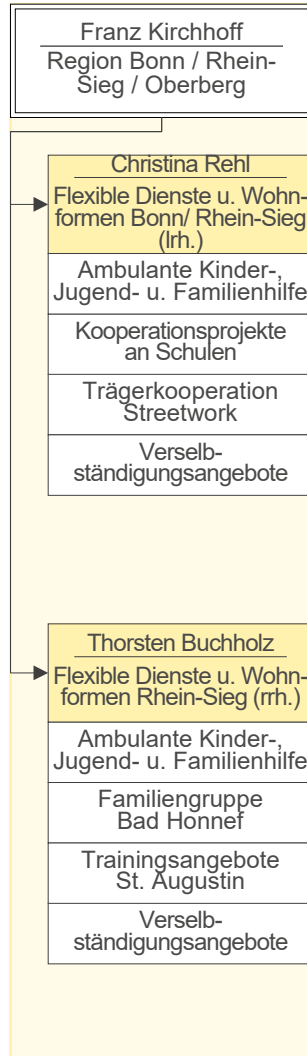 Franz Kirchhoff
Region Bonn / Rhein-
Sieg / Oberberg
Christina Rehl
Flexible Dienste u. Wohn-
formen Bonn/ Rhein-Sieg
(lrh.)
Ambulante Kinder-,
Jugend- u. Familienhilfe
Kooperationsprojekte
an Schulen
Trägerkooperation
Streetwork
Verselb-
ständigungsangebote
Thorsten Buchholz
Flexible Dienste u. Wohn-
formen Rhein-Sieg (rrh.)
Ambulante Kinder-,
Jugend- u. Familienhilfe
Familiengruppe
Bad Honnef
Trainingsangebote
St. Augustin
Verselb-
ständigungsangebote